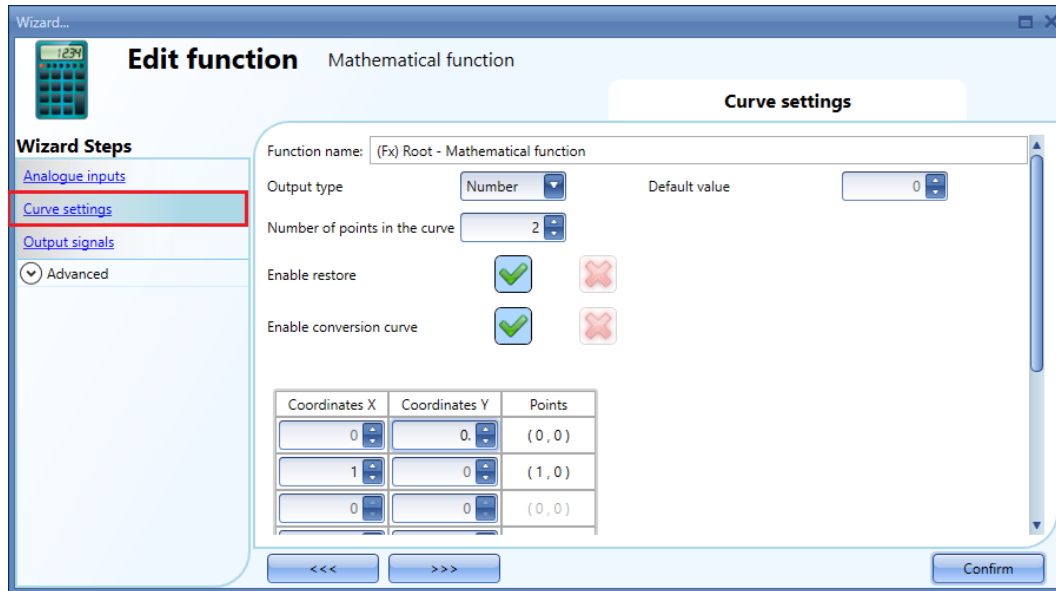 Wizard...
1234
Edit function Mathematical function
Curve settings
Wizard Steps
Analogue inputs
Curve settings
Output signals
Advanced
Function name: (Fx) Root - Mathematical function
Output type Number Default value 0
Number of points in the curve 2
Enable restore
Enable conversion curve
Coordinates X Coordinates Y Points
0 0. (0,0)
1 0 (1,0)
0 0 (0,0)
<<< >>> Confirm